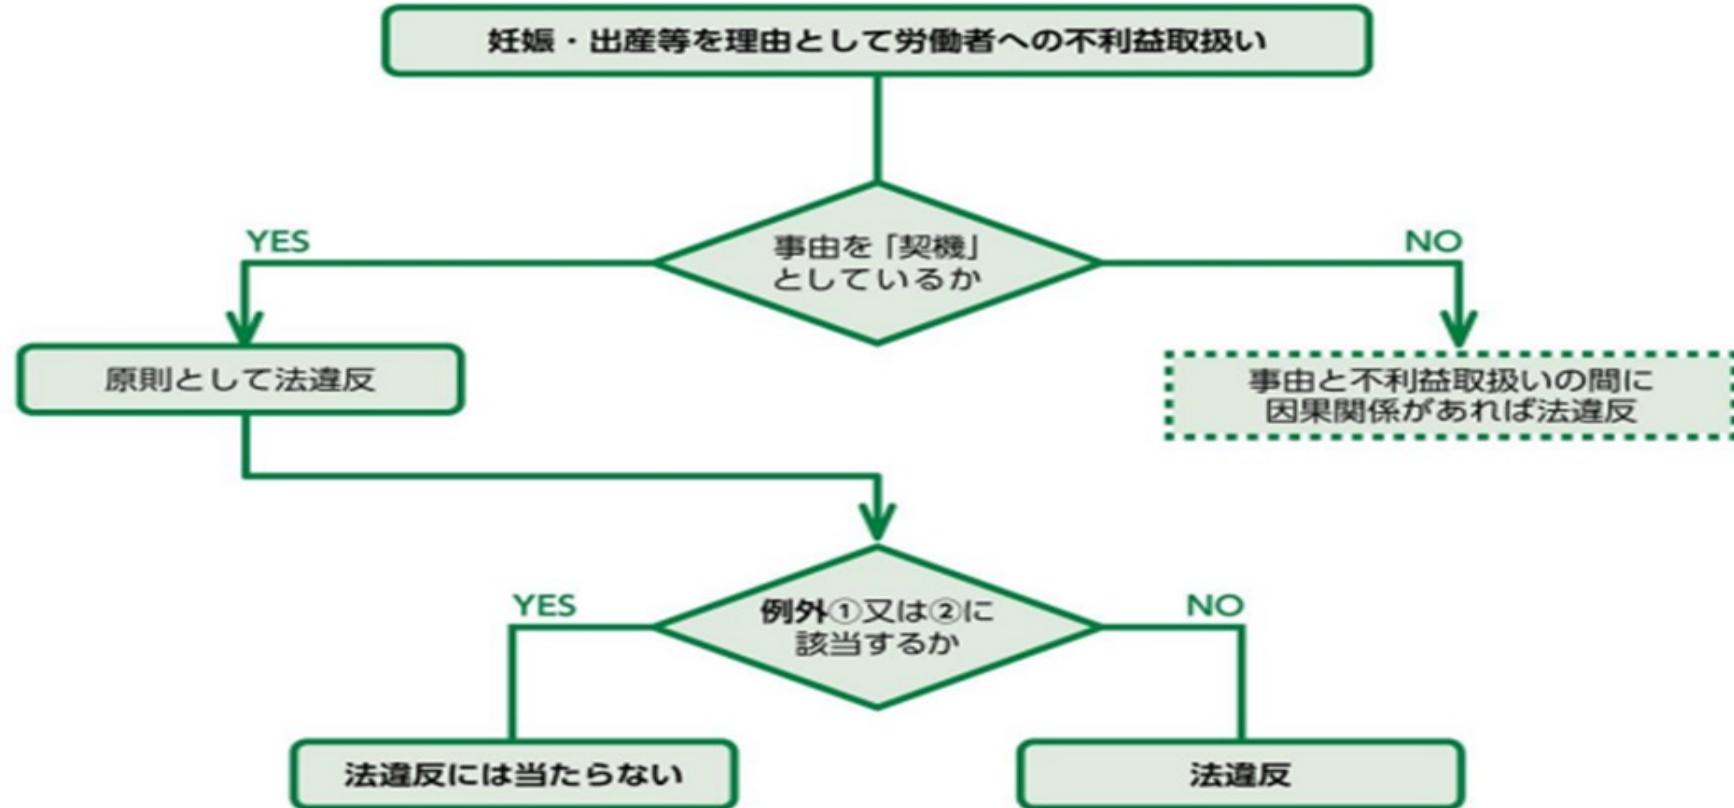 妊娠・出産等を理由として労働者への不利益取扱い
事由を「契機」
としているか
YES
NO
原則として法違反
事由と不利益取扱いの間に
因果関係があれば法違反
例外①又は②に
該当するか
YES
NO
法違反には当たらない
法違反